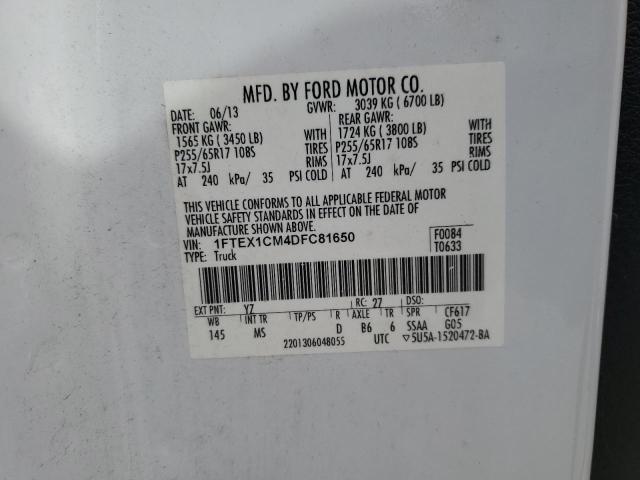 MFD. BY FORD MOTOR CO.
DATE: 06/13 GVWR: 3039 KG ( 6700 LB)
FRONT GAWR: REAR GAWR:
1565 KG ( 3450 LB) WITH 1724 KG ( 3800 LB) WITH
P255/65R17 108S TIRES P255/65R17 108S TIRES
17x7.5J RIMS 17x7.5J RIMS
AT 240 kPa/ 35 PSI COLD AT 240 kPa/ 35 PSI COLD
THIS VEHICLE CONFORMS TO ALL APPLICABLE FEDERAL MOTOR
VEHICLE SAFETY STANDARDS IN EFFECT ON THE DATE OF
MANUFACTURE SHOWN ABOVE.
VIN: 1FTEX1CM4DFC81650 F0084
TYPE: Truck T0633
EXT PNT: YZ RC: 27 DSO:
WB INT TR TP/PS R AXLE TR SPR CF617
145 MS D B6 6 SSAA G05
2201306048055 UTC ▽5U5A-1520472-BA